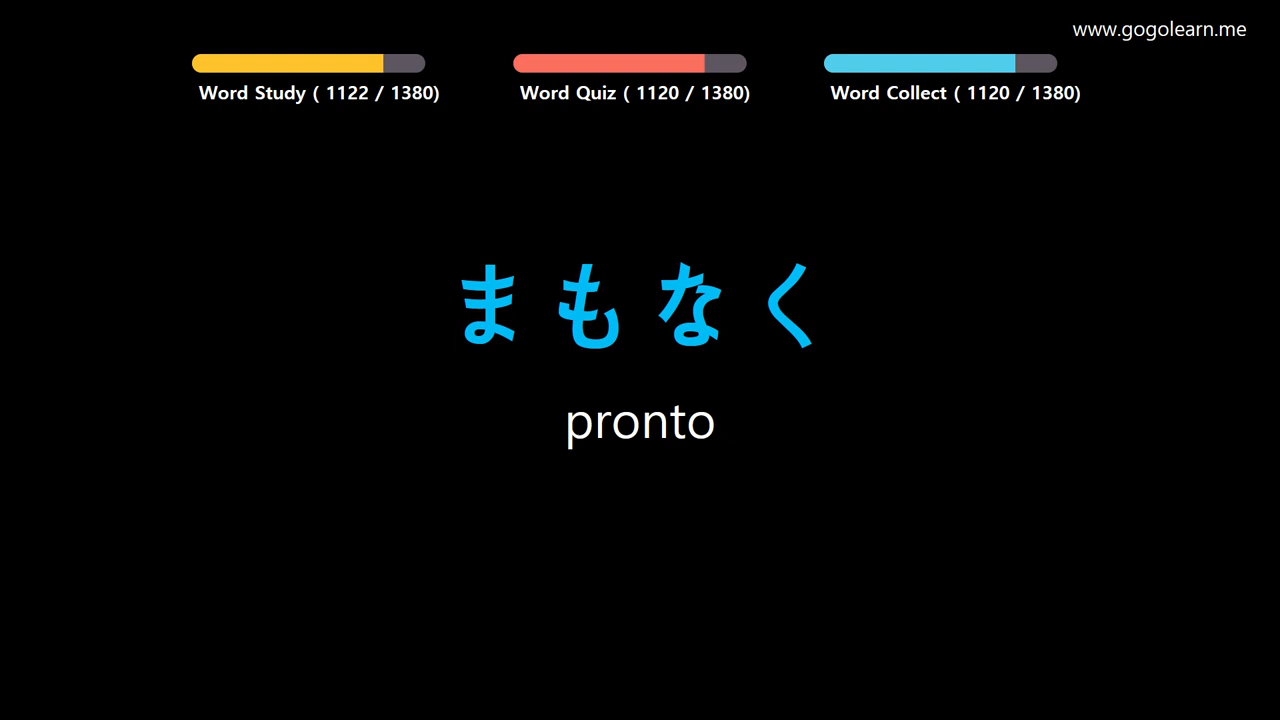 www.gogolearn.me
Word Study ( 1122 / 1380)
Word Quiz ( 1120 / 1380)
Word Collect ( 1120 / 1380)
まもなく
pronto